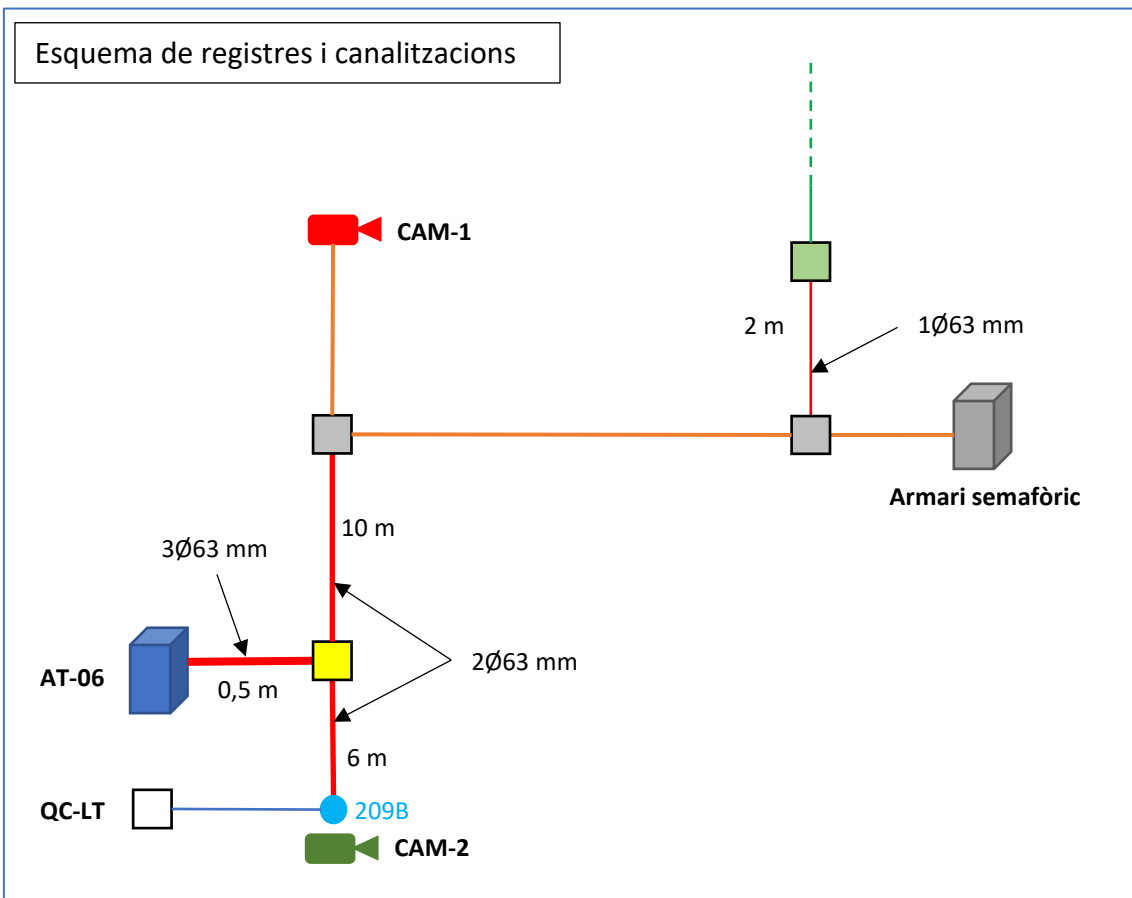 Esquema de registres i canalitzacions
CAM-1
2 m
1Ø63 mm
Armari semafòric
10 m
3Ø63 mm
AT-06
0,5 m
2Ø63 mm
6 m
QC-LT
209B
CAM-2